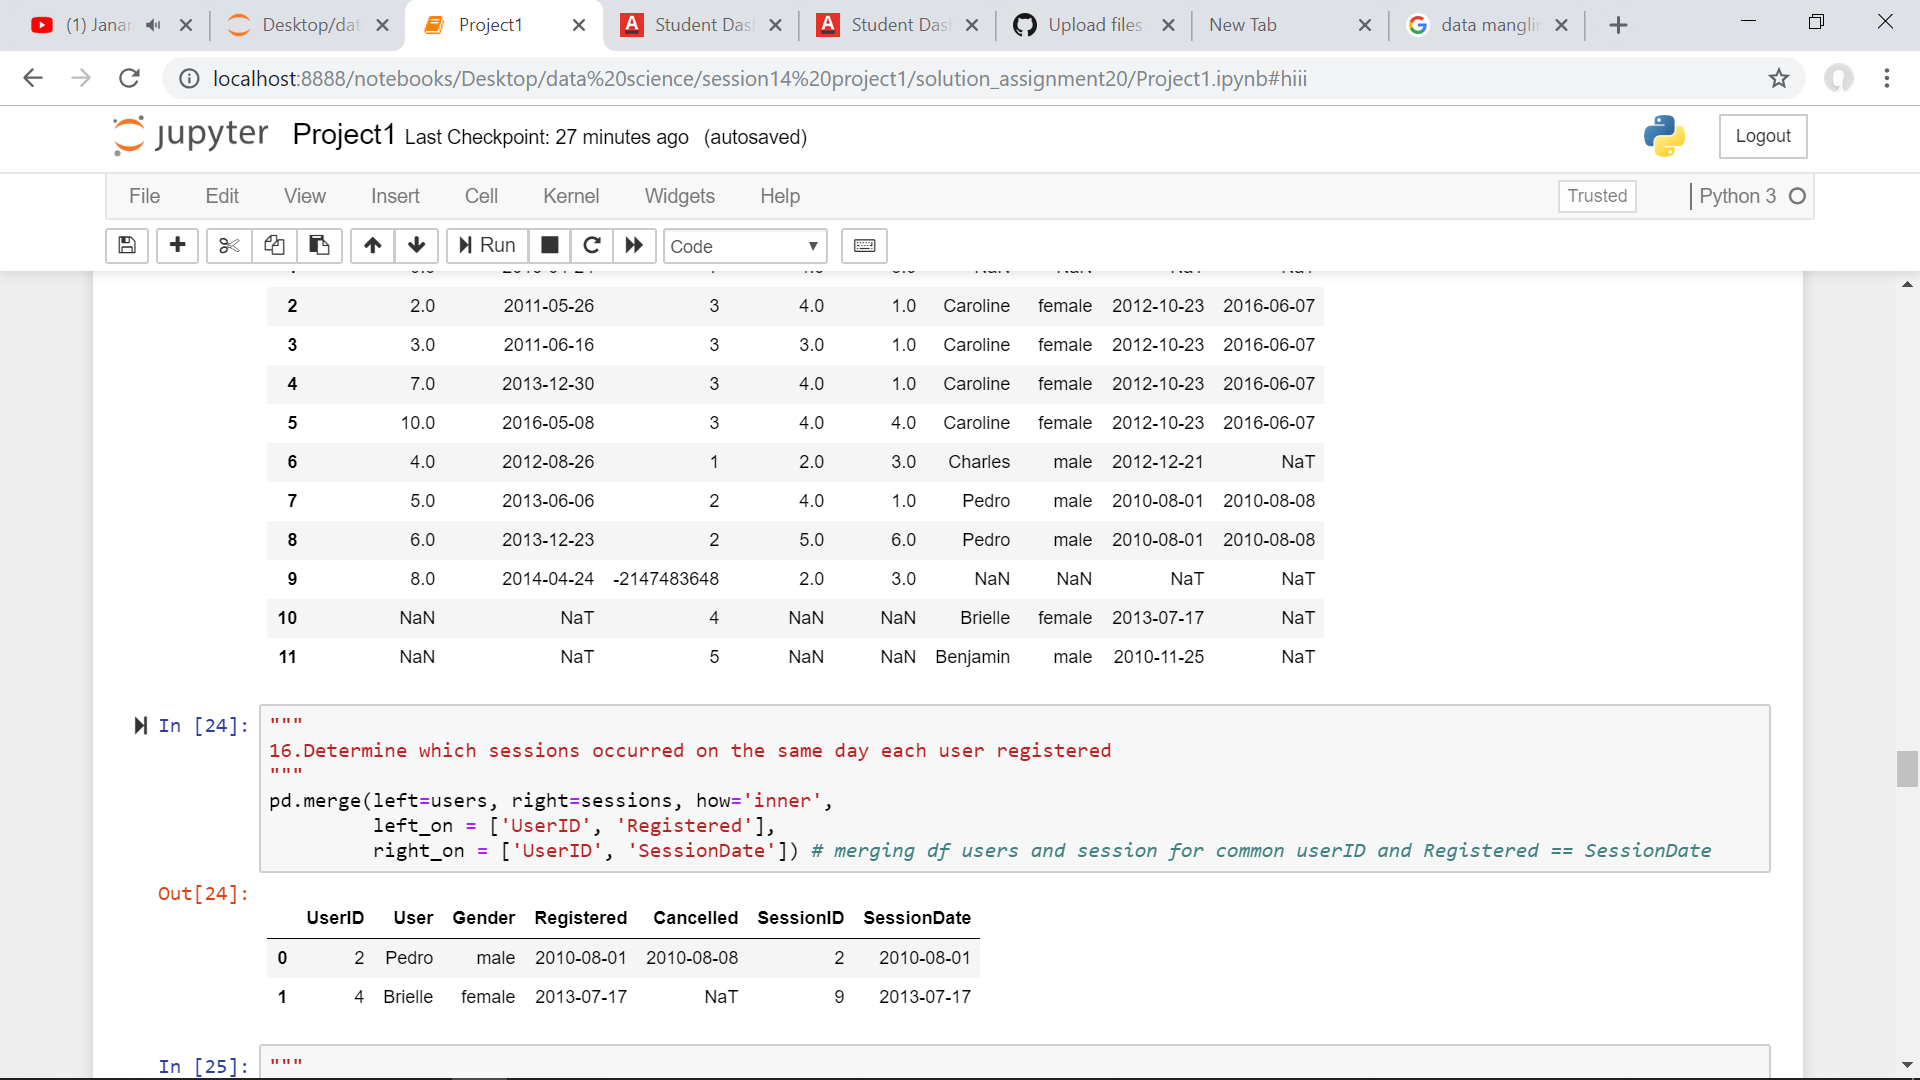 (1) Janan
Desktop/dat
Project1
Student Das
Student Das
Upload files
New Tab
data manglin
localhost:8888/notebooks/Desktop/data%20science/session14%20project1/solution_assignment20/Project1.ipynb#hiii
jupyter Project1 Last Checkpoint: 27 minutes ago (autosaved)
Logout
File Edit View Insert Cell Kernel Widgets Help
Trusted
Python 3
Run
Code
2 2.0 2011-05-26 3 4.0 1.0 Caroline female 2012-10-23 2016-06-07
3 3.0 2011-06-16 3 3.0 1.0 Caroline female 2012-10-23 2016-06-07
4 7.0 2013-12-30 3 4.0 1.0 Caroline female 2012-10-23 2016-06-07
5 10.0 2016-05-08 3 4.0 4.0 Caroline female 2012-10-23 2016-06-07
6 4.0 2012-08-26 1 2.0 3.0 Charles male 2012-12-21 NaT
7 5.0 2013-06-06 2 4.0 1.0 Pedro male 2010-08-01 2010-08-08
8 6.0 2013-12-23 2 5.0 6.0 Pedro male 2010-08-01 2010-08-08
9 8.0 2014-04-24 -2147483648 2.0 3.0 NaN NaN NaT NaT
10 NaN NaT 4 NaN NaN Brielle female 2013-07-17 NaT
11 NaN NaT 5 NaN NaN Benjamin male 2010-11-25 NaT
In [24]:
"""
16.Determine which sessions occurred on the same day each user registered
"""
pd.merge(left=users, right=sessions, how='inner',
left_on = ['UserID', 'Registered'],
right_on = ['UserID', 'SessionDate']) # merging df users and session for common userID and Registered == SessionDate
Out[24]:
UserID User Gender Registered Cancelled SessionID SessionDate
0 2 Pedro male 2010-08-01 2010-08-08 2 2010-08-01
1 4 Brielle female 2013-07-17 NaT 9 2013-07-17
In [25]:
"""